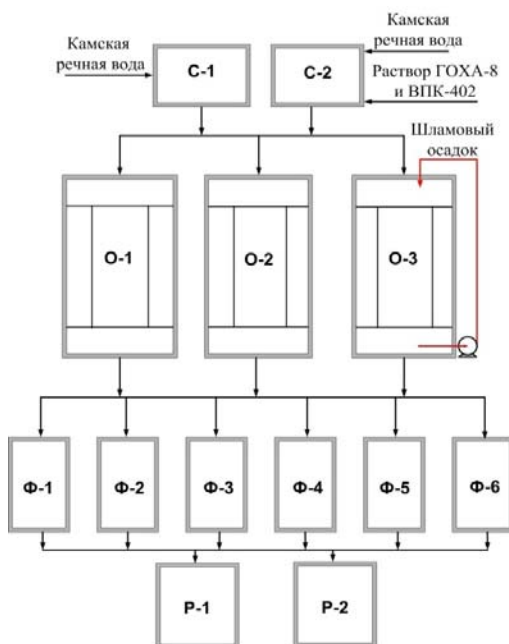 Камская
речная вода
Камская
речная вода
С-1
С-2
Раствор ГОХА-8
и ВПК-402
Шламовый
осадок
О-1
О-2
О-3
Ф-1
Ф-2
Ф-3
Ф-4
Ф-5
Ф-6
Р-1
Р-2